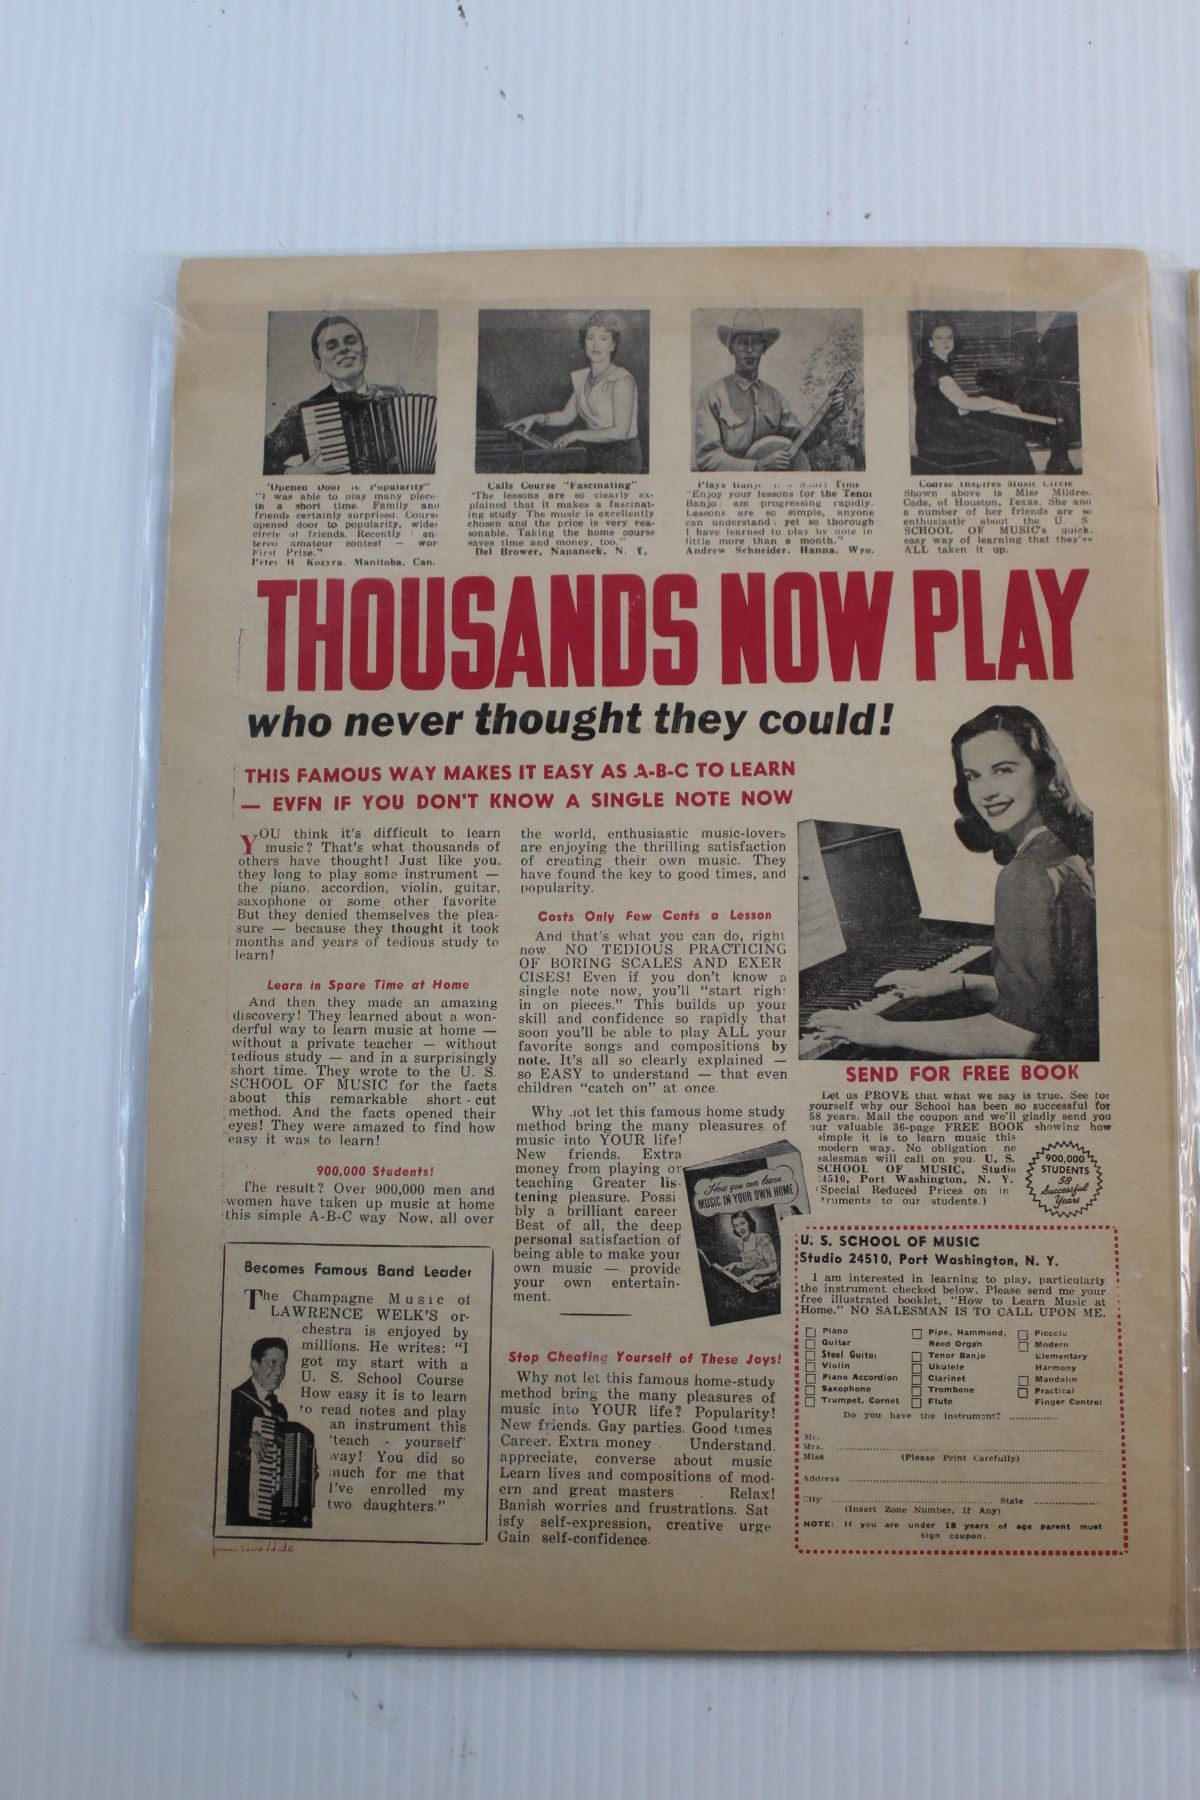 "Opened Door to Popularity"
"I was able to play many piece
in a short time. Family and
friends certainly surprised. Course
opened door to popularity, wider
circle of friends. Recently I en-
tered amateur contest — won
First Prize."
Peter H. Kozyra, Manitoba, Can.
Calls Course "Fascinating"
"The lessons are so clearly ex-
plained that it makes a fascinat-
ing study. The music is excellently
chosen and the price is very rea-
sonable. Taking the home course
saves time and money, too."
Del Brower, Napanock, N. Y.
Plays Banjo in a Short Time
"Enjoy your lessons for the Tenor
Banjo: am progressing rapidly.
Lessons are so simple, anyone
can understand; yet so thorough
I have learned to play by note in
little more than a month."
Andrew Schneider, Hanna, Wyo.
Course Inspires Music Circle
Shown above is Miss Mildred
Cade, of Houston, Texas. She and
a number of her friends are so
enthusiastic about the U. S.
SCHOOL OF MUSIC's quick,
easy way of learning that they've
ALL taken it up.
THOUSANDS NOW PLAY
who never thought they could!
THIS FAMOUS WAY MAKES IT EASY AS A-B-C TO LEARN
— EVEN IF YOU DON'T KNOW A SINGLE NOTE NOW
YOU think it's difficult to learn
music? That's what thousands of
others have thought! Just like you,
they long to play some instrument —
the piano, accordion, violin, guitar,
saxophone or some other favorite.
But they denied themselves the plea-
sure — because they thought it took
months and years of tedious study to
learn!
Learn in Spare Time at Home
And then they made an amazing
discovery! They learned about a won-
derful way to learn music at home —
without a private teacher — without
tedious study — and in a surprisingly
short time. They wrote to the U. S.
SCHOOL OF MUSIC for the facts
about this remarkable short-cut
method. And the facts opened their
eyes! They were amazed to find how
easy it was to learn!
900,000 Students!
The result? Over 900,000 men and
women have taken up music at home
this simple A-B-C way Now, all over
Becomes Famous Band Leader
The Champagne Music of
LAWRENCE WELK'S or-
chestra is enjoyed by
millions. He writes: "I
got my start with a
U. S. School Course
How easy it is to learn
to read notes and play
an instrument this
'teach - yourself'
way! You did so
much for me that
I've enrolled my
two daughters."
the world, enthusiastic music-lovers
are enjoying the thrilling satisfaction
of creating their own music. They
have found the key to good times, and
popularity.
Costs Only Few Cents a Lesson
And that's what you can do, right
now. NO TEDIOUS PRACTICING
OF BORING SCALES AND EXER
CISES! Even if you don't know a
single note now, you'll "start right
in on pieces." This builds up your
skill and confidence so rapidly that
soon you'll be able to play ALL your
favorite songs and compositions by
note. It's all so clearly explained —
so EASY to understand — that even
children "catch on" at once.
Why not let this famous home study
method bring the many pleasures of
music into YOUR life!
New friends. Extra
money from playing or
teaching Greater lis-
tening pleasure. Possi
bly a brilliant career
Best of all, the deep
personal satisfaction of
being able to make your
own music — provide
your own entertain-
ment.
How you can learn
MUSIC IN YOUR OWN HOME
Stop Cheating Yourself of These Joys!
Why not let this famous home-study
method bring the many pleasures of
music into YOUR life? Popularity!
New friends. Gay parties. Good times
Career. Extra money . Understand,
appreciate, converse about music
Learn lives and compositions of mod-
ern and great masters . Relax!
Banish worries and frustrations. Sat
isfy self-expression, creative urge
Gain self-confidence.
SEND FOR FREE BOOK
Let us PROVE that what we say is true. See for
yourself why our School has been so successful for
58 years. Mail the coupon and we'll gladly send you
our valuable 36-page FREE BOOK showing how
simple it is to learn music this
modern way. No obligation, no
salesman will call on you. U. S.
SCHOOL OF MUSIC, Studio
24510, Port Washington, N. Y.
(Special Reduced Prices on in
struments to our students.)
900,000
STUDENTS
58
Successful
Years
U. S. SCHOOL OF MUSIC
Studio 24510, Port Washington, N. Y.
I am interested in learning to play, particularly
the instrument checked below. Please send me your
free illustrated booklet, "How to Learn Music at
Home." NO SALESMAN IS TO CALL UPON ME.
Piano
Guitar
Steel Guitar
Violin
Piano Accordion
Saxophone
Trumpet, Cornet
Pipe, Hammond,
Reed Organ
Tenor Banjo
Ukulele
Clarinet
Trombone
Flute
Piccolo
Modern
Elementary
Harmony
Mandolin
Practical
Finger Control
Do you have the instrument? ..............
Mr.
Mrs. ..............
Miss (Please Print Carefully)
Address ..............
City .............. State ..............
(Insert Zone Number, If Any)
NOTE: If you are under 18 years of age parent must
sign coupon.